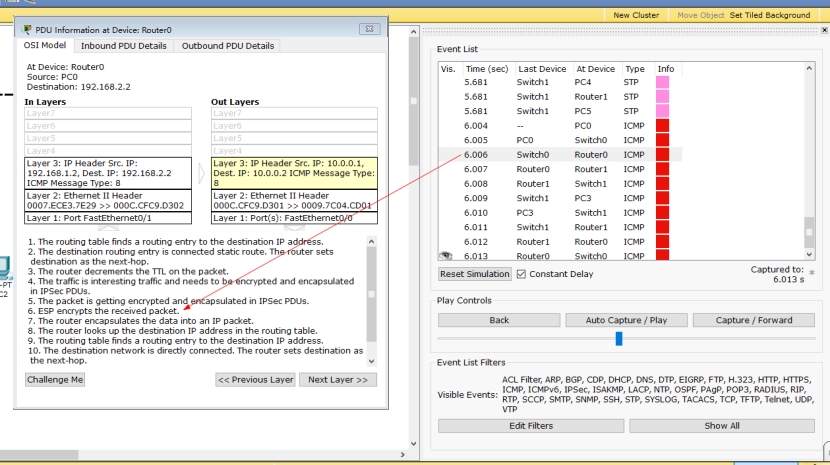 New Cluster Move Object Set Tiled Background
PDU Information at Device: Router0
OSI Model Inbound PDU Details Outbound PDU Details
At Device: Router0
Source: PC0
Destination: 192.168.2.2
In Layers Out Layers
Layer7 Layer7
Layer6 Layer6
Layer5 Layer5
Layer4 Layer4
Layer 3: IP Header Src. IP:
192.168.1.2, Dest. IP: 192.168.2.2
ICMP Message Type: 8
Layer 3: IP Header Src. IP: 10.0.0.1,
Dest. IP: 10.0.0.2 ICMP Message Type:
8
Layer 2: Ethernet II Header
0007.ECE3.7E29 >> 000C.CFC9.D302
Layer 2: Ethernet II Header
000C.CFC9.D301 >> 0009.7C04.CD01
Layer 1: Port FastEthernet0/1
Layer 1: Port(s): FastEthernet0/0
1. The routing table finds a routing entry to the destination IP address.
2. The destination routing entry is connected static route. The router sets
destination as the next-hop.
3. The router decrements the TTL on the packet.
4. The traffic is interesting traffic and needs to be encrypted and encapsulated
in IPSec PDUs.
5. The packet is getting encrypted and encapsulated in IPSec PDUs.
6. ESP encrypts the received packet.
7. The router encapsulates the data into an IP packet.
8. The router looks up the destination IP address in the routing table.
9. The routing table finds a routing entry to the destination IP address.
10. The destination network is directly connected. The router sets destination as
the next-hop.
Challenge Me << Previous Layer Next Layer >>
-PT
C2
Event List
Vis. Time (sec) Last Device At Device Type Info
5.681 Switch1 PC4 STP
5.681 Switch1 Router1 STP
5.681 Switch1 PC5 STP
6.004 -- PC0 ICMP
6.005 PC0 Switch0 ICMP
6.006 Switch0 Router0 ICMP
6.007 Router0 Router1 ICMP
6.008 Router1 Switch1 ICMP
6.009 Switch1 PC3 ICMP
6.010 PC3 Switch1 ICMP
6.011 Switch1 Router1 ICMP
6.012 Router1 Router0 ICMP
6.013 Router0 Switch0 ICMP
Reset Simulation Constant Delay
Captured to: *
6.013 s
Play Controls
Back Auto Capture / Play Capture / Forward
Event List Filters
Visible Events:
ACL Filter, ARP, BGP, CDP, DHCP, DNS, DTP, EIGRP, FTP, H.323, HTTP, HTTPS,
ICMP, ICMPv6, IPSec, ISAKMP, LACP, NTP, OSPF, PAgP, POP3, RADIUS, RIP,
RTP, SCCP, SMTP, SNMP, SSH, STP, SYSLOG, TACACS, TCP, TFTP, Telnet, UDP,
VTP
Edit Filters Show All